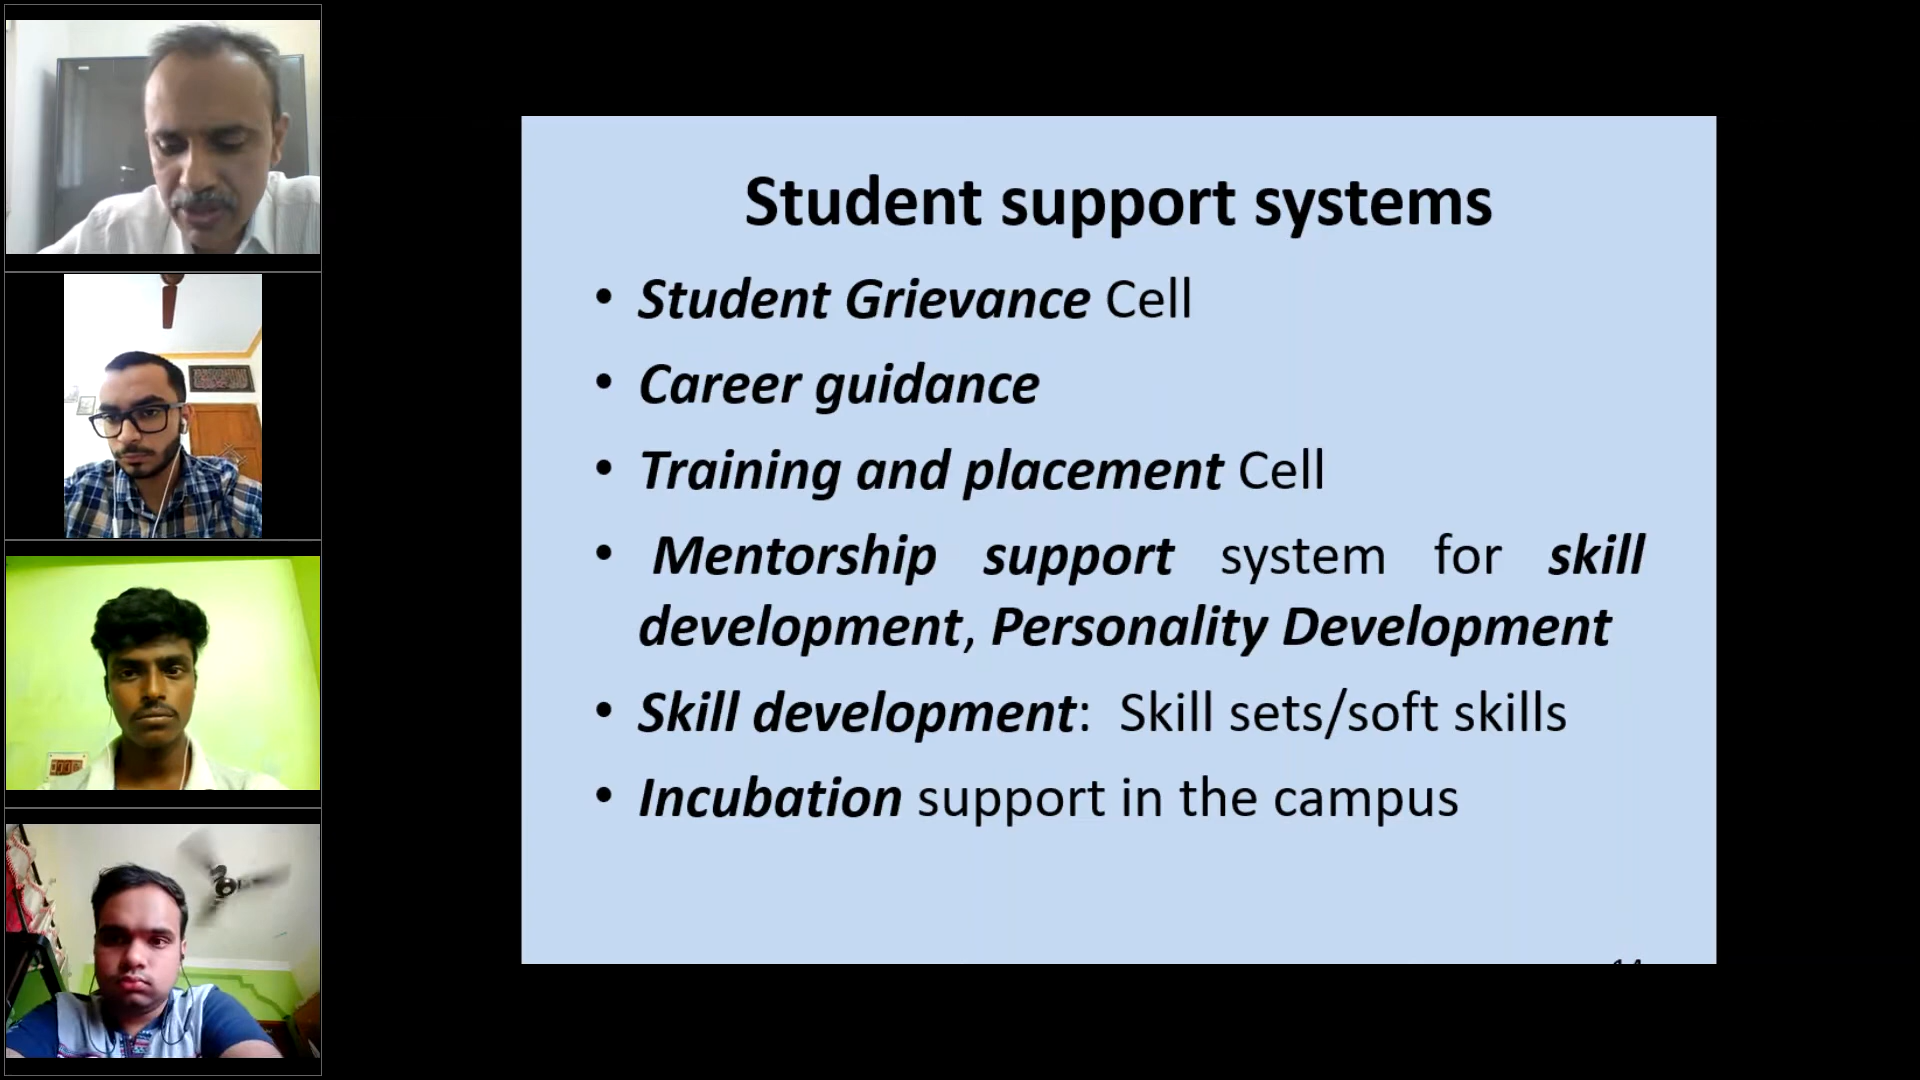 Student support systems
• Student Grievance Cell
• Career guidance
• Training and placement Cell
• Mentorship support system for skill
development, Personality Development
• Skill development: Skill sets/soft skills
• Incubation support in the campus